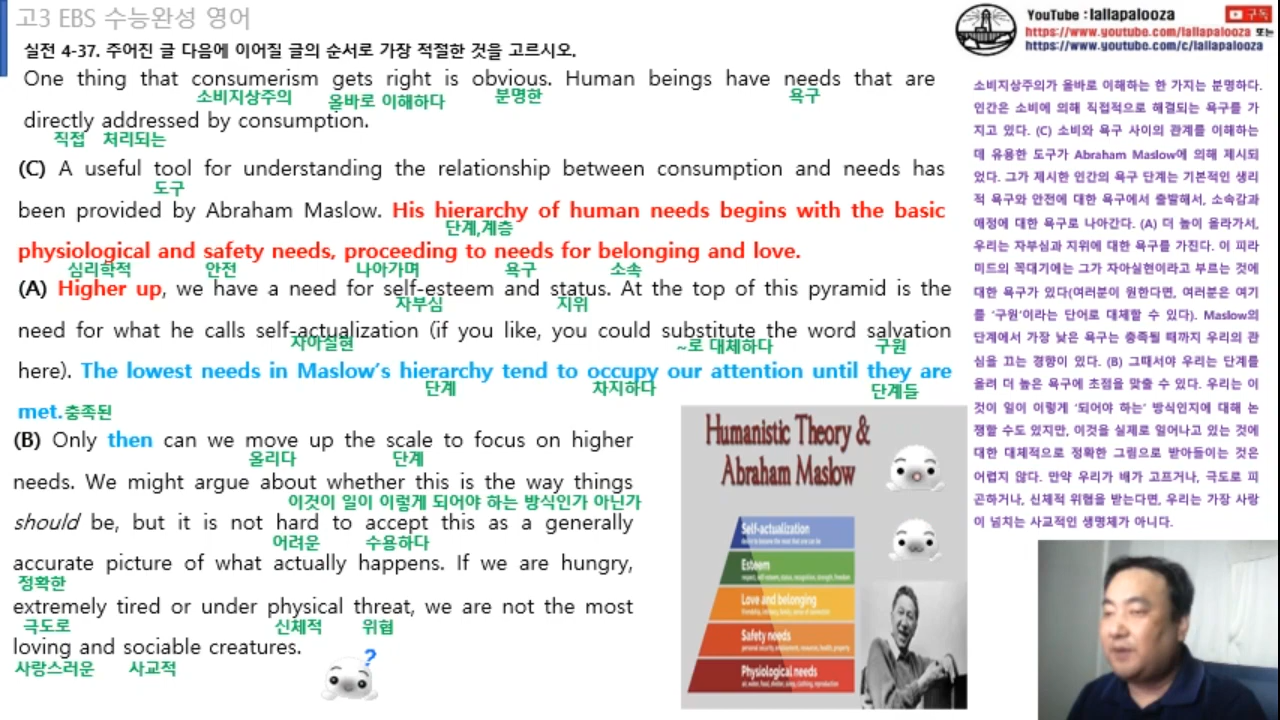 고3 EBS 수능완성 영어
실전 4-37. 주어진 글 다음에 이어질 글의 순서로 가장 적절한 것을 고르시오.
One thing that consumerism gets right is obvious. Human beings have needs that are
소비지상주의 올바로 이해하다 분명한 욕구
directly addressed by consumption.
직접 처리되는
(C) A useful tool for understanding the relationship between consumption and needs has
도구
been provided by Abraham Maslow. His hierarchy of human needs begins with the basic
단계,계층
physiological and safety needs, proceeding to needs for belonging and love.
심리학적 안전 나아가며 욕구 소속
(A) Higher up, we have a need for self-esteem and status. At the top of this pyramid is the
자부심 지위
need for what he calls self-actualization (if you like, you could substitute the word salvation
자아실현 ~로 대체하다 구원
here). The lowest needs in Maslow's hierarchy tend to occupy our attention until they are
단계 차지하다 단계들
met. 충족된
(B) Only then can we move up the scale to focus on higher
올리다 단계
needs. We might argue about whether this is the way things
이것이 일이 이렇게 되어야 하는 방식인가 아닌가
should be, but it is not hard to accept this as a generally
어려운 수용하다
accurate picture of what actually happens. If we are hungry,
정확한
extremely tired or under physical threat, we are not the most
극도로 신체적 위협
loving and sociable creatures.
사랑스러운 사교적
?
Humanistic Theory &
Abraham Maslow
Self-actualization
Esteem
Love and belonging
Safety needs
Physiological needs
YouTube : lallapalooza
구독
https://www.youtube.com/lallapalooza 또는
https://www.youtube.com/c/lallapalooza
소비지상주의가 올바로 이해하는 한 가지는 분명하다.
인간은 소비에 의해 직접적으로 해결되는 욕구를 가
지고 있다. (C) 소비와 욕구 사이의 관계를 이해하는
데 유용한 도구가 Abraham Maslow에 의해 제시되
었다. 그가 제시한 인간의 욕구 단계는 기본적인 생리
적 욕구와 안전에 대한 욕구에서 출발해서, 소속감과
애정에 대한 욕구로 나아간다. (A) 더 높이 올라가서,
우리는 자부심과 지위에 대한 욕구를 가진다. 이 피라
미드의 꼭대기에는 그가 자아실현이라고 부르는 것에
대한 욕구가 있다(여러분이 원한다면, 여러분은 여기
를 '구원'이라는 단어로 대체할 수 있다). Maslow의
단계에서 가장 낮은 욕구는 충족될 때까지 우리의 관
심을 끄는 경향이 있다. (B) 그때서야 우리는 단계를
올려 더 높은 욕구에 초점을 맞출 수 있다. 우리는 이
것이 일이 이렇게 '되어야 하는' 방식인지에 대해 논
쟁할 수도 있지만, 이것을 실제로 일어나고 있는 것에
대한 대체적으로 정확한 그림으로 받아들이는 것은
어렵지 않다. 만약 우리가 배가 고프거나, 극도로 피
곤하거나, 신체적 위협을 받는다면, 우리는 가장 사랑
이 넘치는 사교적인 생명체가 아니다.